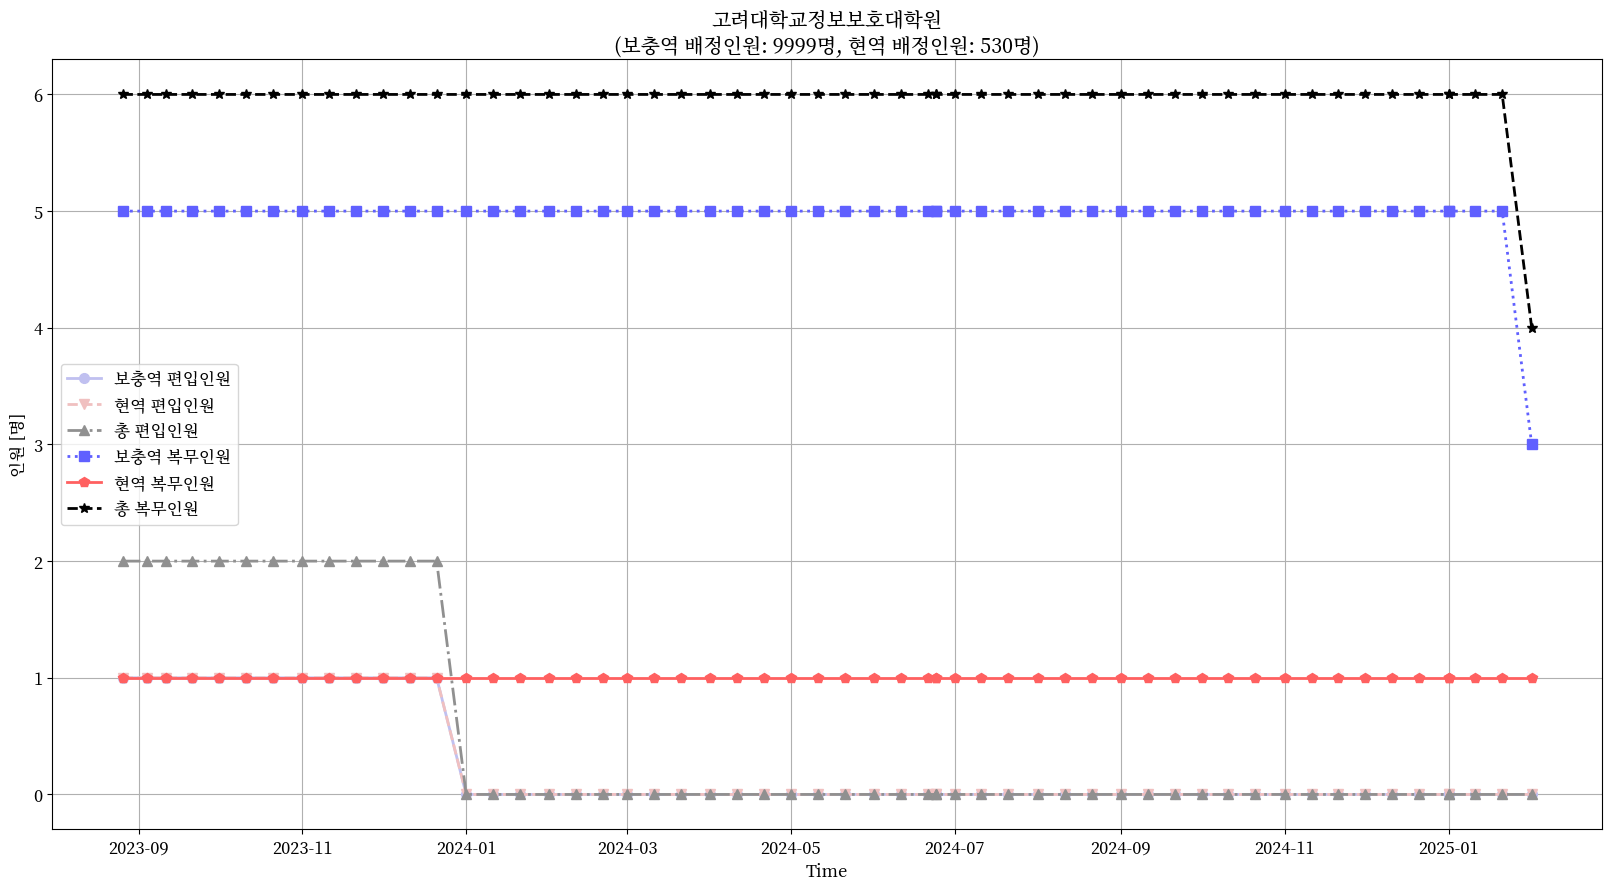 고려대학교정보보호대학원
(보충역 배정인원: 9999명, 현역 배정인원: 530명)
인원 [명]
6
5
4
3
2
1
0
보충역 편입인원
현역 편입인원
총 편입인원
보충역 복무인원
현역 복무인원
총 복무인원
2023-09
2023-11
2024-01
2024-03
2024-05
2024-07
2024-09
2024-11
2025-01
Time